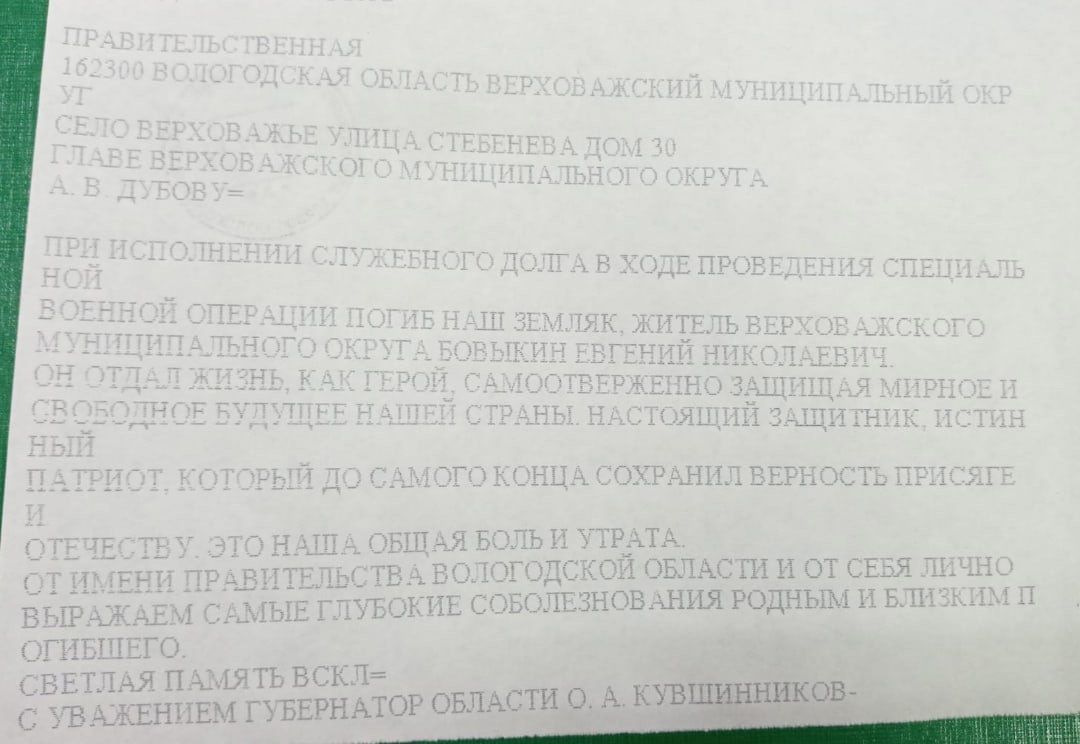 ПРАВИТЕЛЬСТВЕННАЯ
162300 ВОЛОГОДСКАЯ ОБЛАСТЬ ВЕРХОВАЖСКИЙ МУНИЦИПАЛЬНЫЙ ОКР
УГ
СЕЛО ВЕРХОВАЖЬЕ УЛИЦА СТЕБЕНЕВА ДОМ 30
ГЛАВЕ ВЕРХОВАЖСКОГО МУНИЦИПАЛЬНОГО ОКРУГА
А. В. ДУБОВУ=
ПРИ ИСПОЛНЕНИИ СЛУЖЕБНОГО ДОЛГА В ХОДЕ ПРОВЕДЕНИЯ СПЕЦИАЛЬ
НОЙ
ВОЕННОЙ ОПЕРАЦИИ ПОГИБ НАШ ЗЕМЛЯК, ЖИТЕЛЬ ВЕРХОВАЖСКОГО
МУНИЦИПАЛЬНОГО ОКРУГА БОВЫКИН ЕВГЕНИЙ НИКОЛАЕВИЧ.
ОН ОТДАЛ ЖИЗНЬ, КАК ГЕРОЙ, САМООТВЕРЖЕННО ЗАЩИЩАЯ МИРНОЕ И
СВОБОДНОЕ БУДУЩЕЕ НАШЕЙ СТРАНЫ. НАСТОЯЩИЙ ЗАЩИТНИК, ИСТИН
НЫЙ
ПАТРИОТ, КОТОРЫЙ ДО САМОГО КОНЦА СОХРАНИЛ ВЕРНОСТЬ ПРИСЯГЕ
И
ОТЕЧЕСТВУ. ЭТО НАША ОБЩАЯ БОЛЬ И УТРАТА.
ОТ ИМЕНИ ПРАВИТЕЛЬСТВА ВОЛОГОДСКОЙ ОБЛАСТИ И ОТ СЕБЯ ЛИЧНО
ВЫРАЖАЕМ САМЫЕ ГЛУБОКИЕ СОБОЛЕЗНОВАНИЯ РОДНЫМ И БЛИЗКИМ П
ОГИБШЕГО.
СВЕТЛАЯ ПАМЯТЬ ВСКЛ=
С УВАЖЕНИЕМ ГУБЕРНАТОР ОБЛАСТИ О. А. КУВШИННИКОВ-